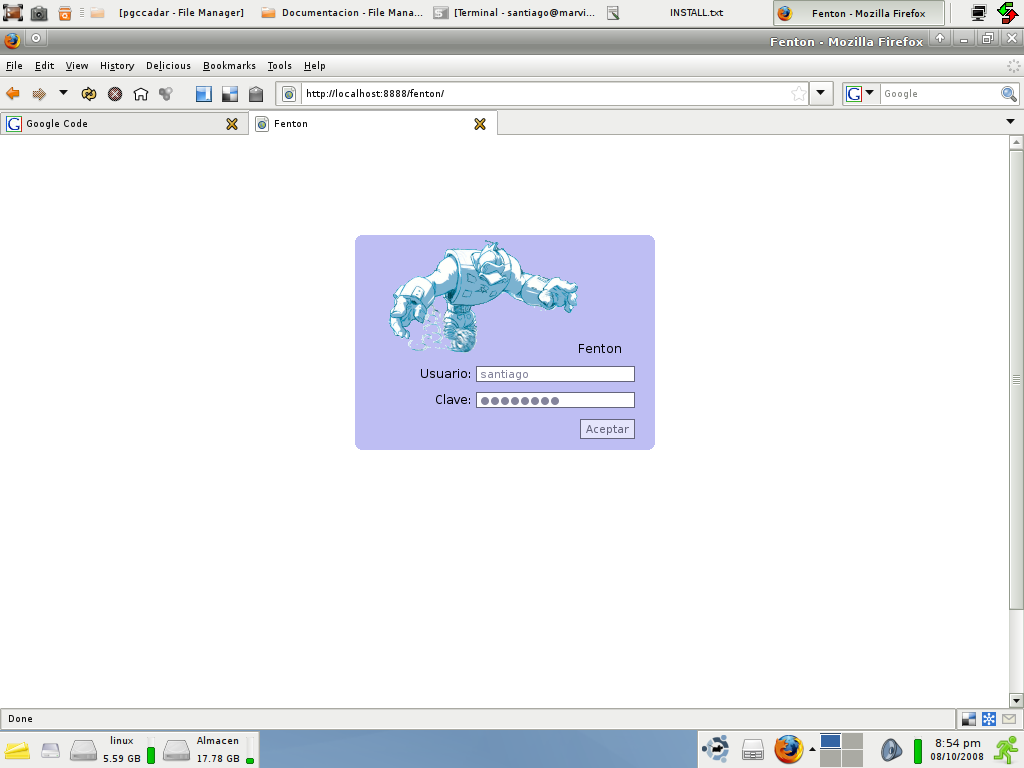 [pgccadar - File Manager]
Documentacion - File Mana...
[Terminal - santiago@marvi...
INSTALL.txt
Fenton - Mozilla Firefox
Fenton - Mozilla Firefox
File Edit View History Delicious Bookmarks Tools Help
http://localhost:8888/fenton/
Google
Google Code
Fenton
Fenton
Usuario: santiago
Clave: ●●●●●●●●
Aceptar
Done
linux
5.59 GB
Almacen
17.78 GB
8:54 pm
08/10/2008